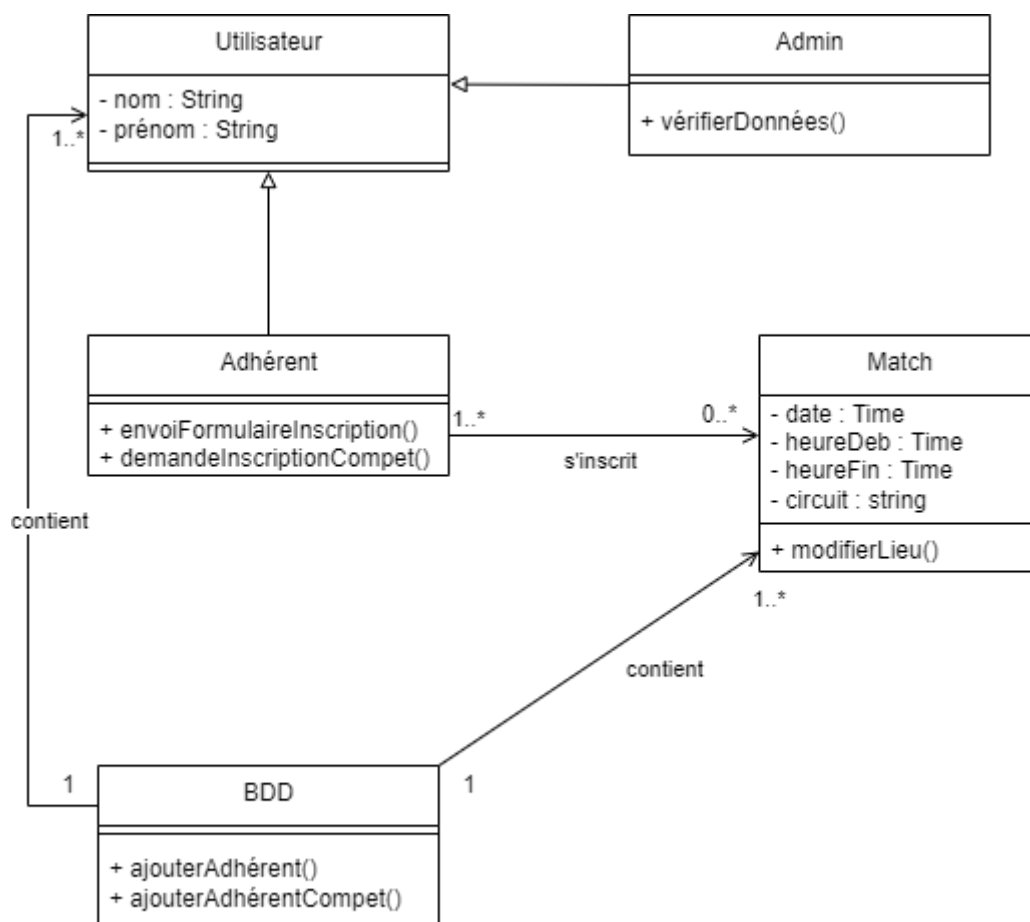 Utilisateur
- nom : String
- prénom : String
1..*
Admin
+ vérifierDonnées()
Adhérent
+ envoiFormulaireInscription()
+ demandeInscriptionCompet()
1..*
0..*
s'inscrit
Match
- date : Time
- heureDeb : Time
- heureFin : Time
- circuit : string
+ modifierLieu()
1..*
contient
contient
1
1
BDD
+ ajouterAdhérent()
+ ajouterAdhérentCompet()